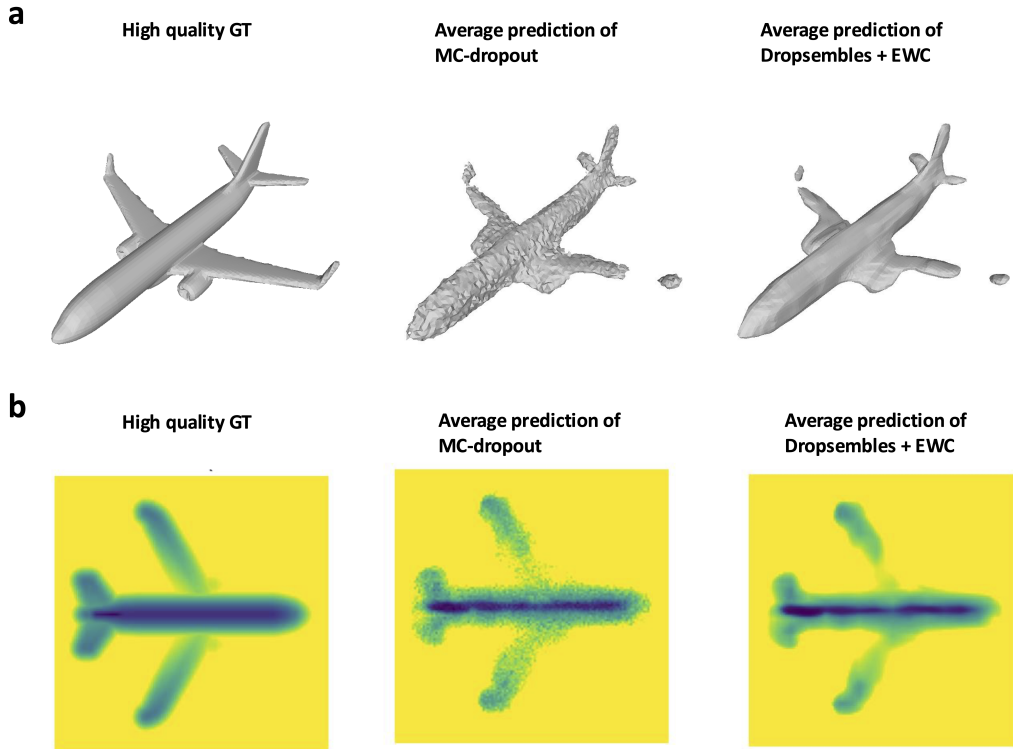 a
High quality GT
Average prediction of
MC-dropout
Average prediction of
Dropsembles + EWC
b
High quality GT
Average prediction of
MC-dropout
Average prediction of
Dropsembles + EWC